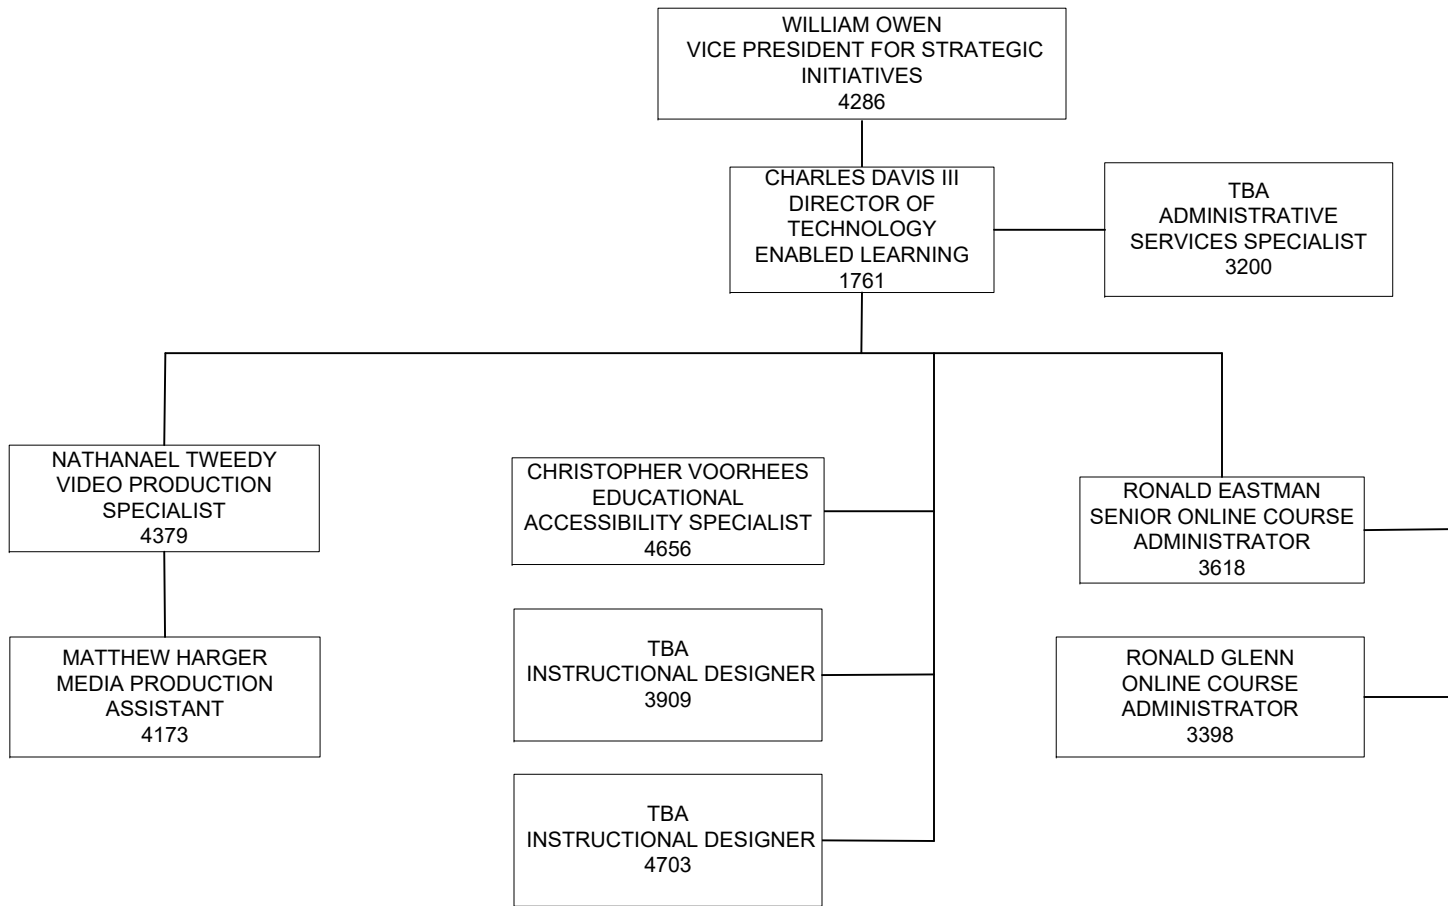 WILLIAM OWEN
VICE PRESIDENT FOR STRATEGIC
INITIATIVES
4286
CHARLES DAVIS III
DIRECTOR OF
TECHNOLOGY
ENABLED LEARNING
1761
TBA
ADMINISTRATIVE
SERVICES SPECIALIST
3200
NATHANAEL TWEEDY
VIDEO PRODUCTION
SPECIALIST
4379
MATTHEW HARGER
MEDIA PRODUCTION
ASSISTANT
4173
CHRISTOPHER VOORHEES
EDUCATIONAL
ACCESSIBILITY SPECIALIST
4656
TBA
INSTRUCTIONAL DESIGNER
3909
TBA
INSTRUCTIONAL DESIGNER
4703
RONALD EASTMAN
SENIOR ONLINE COURSE
ADMINISTRATOR
3618
RONALD GLENN
ONLINE COURSE
ADMINISTRATOR
3398